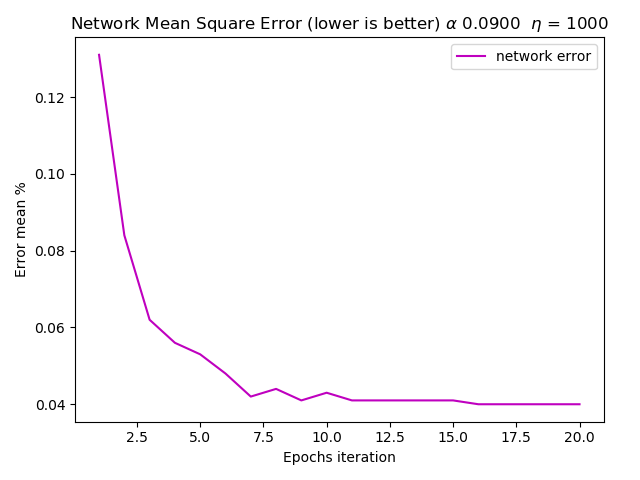 Network Mean Square Error (lower is better) α 0.0900 η = 1000
network error
0.12
0.10
0.08
0.06
0.04
Error mean %
2.5 5.0 7.5 10.0 12.5 15.0 17.5 20.0
Epochs iteration